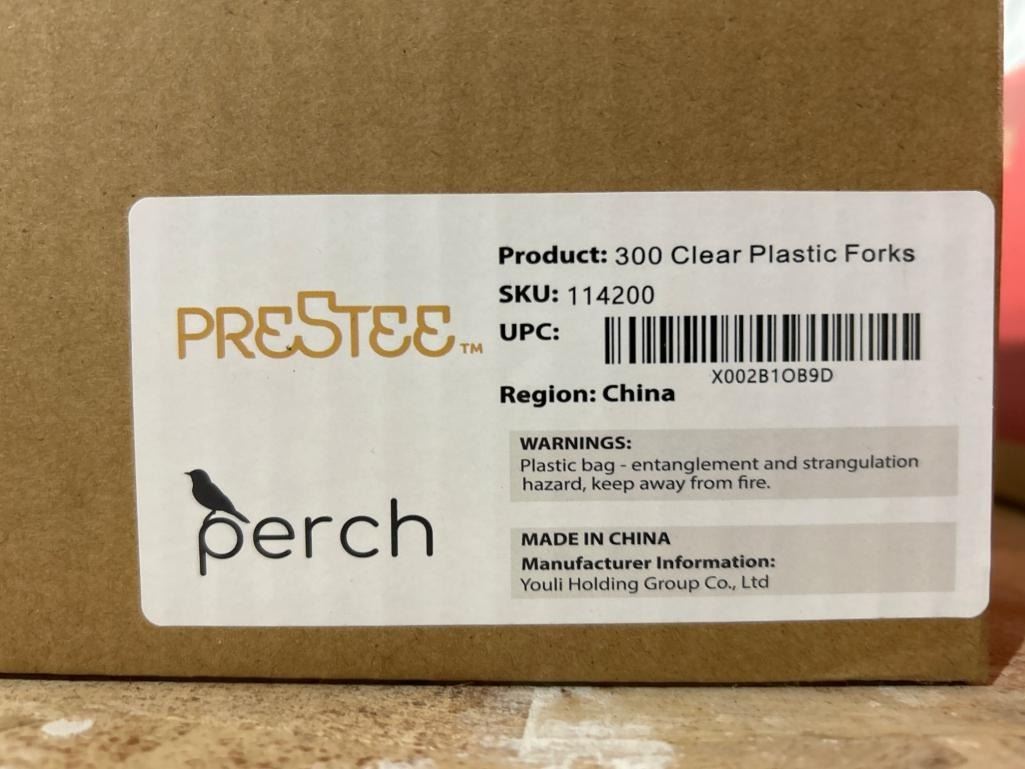 PRESTEE™
perch
Product: 300 Clear Plastic Forks
SKU: 114200
UPC:
X002B1OB9D
Region: China
WARNINGS:
Plastic bag - entanglement and strangulation
hazard, keep away from fire.
MADE IN CHINA
Manufacturer Information:
Youli Holding Group Co., Ltd